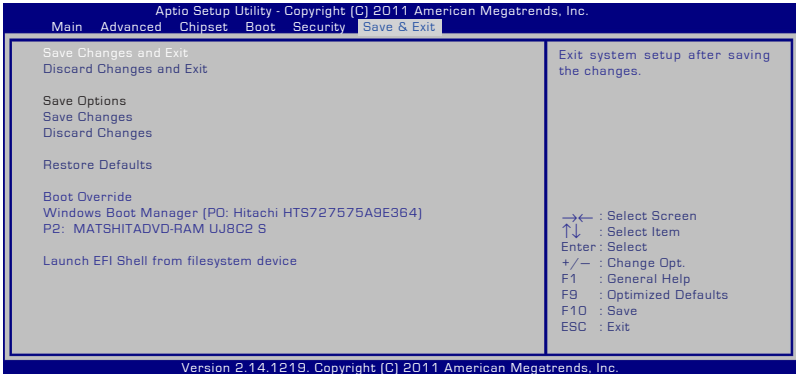 Aptio Setup Utility - Copyright (C) 2011 American Megatrends, Inc.
Main Advanced Chipset Boot Security Save & Exit
Save Changes and Exit
Discard Changes and Exit
Save Options
Save Changes
Discard Changes
Restore Defaults
Boot Override
Windows Boot Manager (P0: Hitachi HTS727575A9E364)
P2: MATSHITADVD-RAM UJ8C2 S
Launch EFI Shell from filesystem device
Exit system setup after saving
the changes.
→← : Select Screen
↑↓ : Select Item
Enter : Select
+/— : Change Opt.
F1 : General Help
F9 : Optimized Defaults
F10 : Save
ESC : Exit
Version 2.14.1219. Copyright (C) 2011 American Megatrends, Inc.